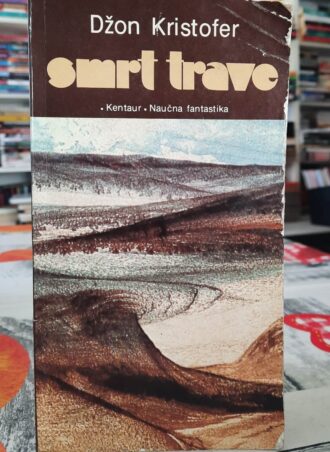 Džon Kristofer
smrt trave
• Kentaur • Naučna fantastika